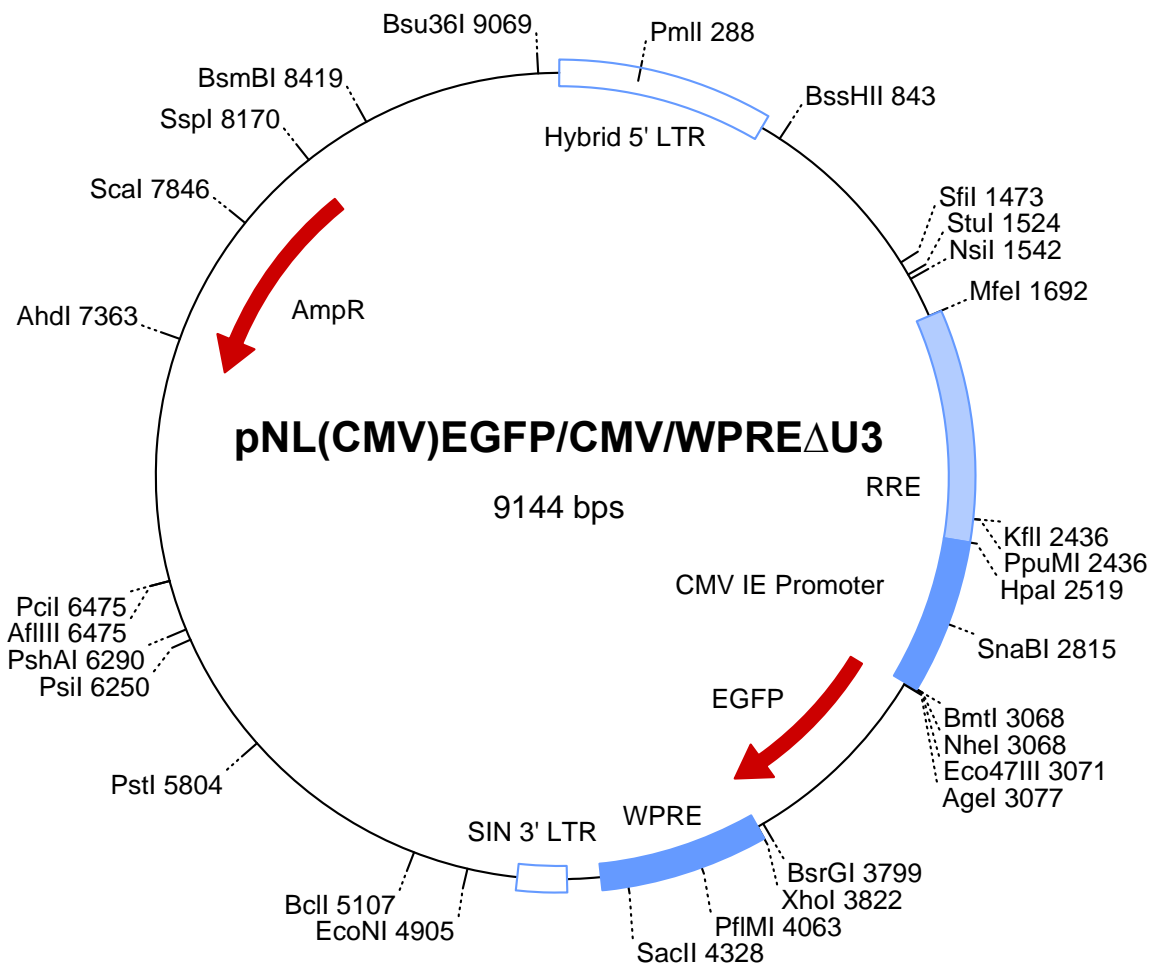 Bsu36I 9069
PmlI 288
BsmBI 8419
BssHII 843
SspI 8170
Hybrid 5' LTR
ScaI 7846
SfiI 1473
StuI 1524
NsiI 1542
MfeI 1692
AhdI 7363
AmpR
pNL(CMV)EGFP/CMV/WPREΔU3
9144 bps
RRE
KflI 2436
PpuMI 2436
HpaI 2519
CMV IE Promoter
PciI 6475
AflIII 6475
PshAI 6290
PsiI 6250
SnaBI 2815
EGFP
BmtI 3068
NheI 3068
Eco47III 3071
AgeI 3077
PstI 5804
WPRE
SIN 3' LTR
BsrGI 3799
XhoI 3822
BclI 5107
PflMI 4063
EcoNI 4905
SacII 4328